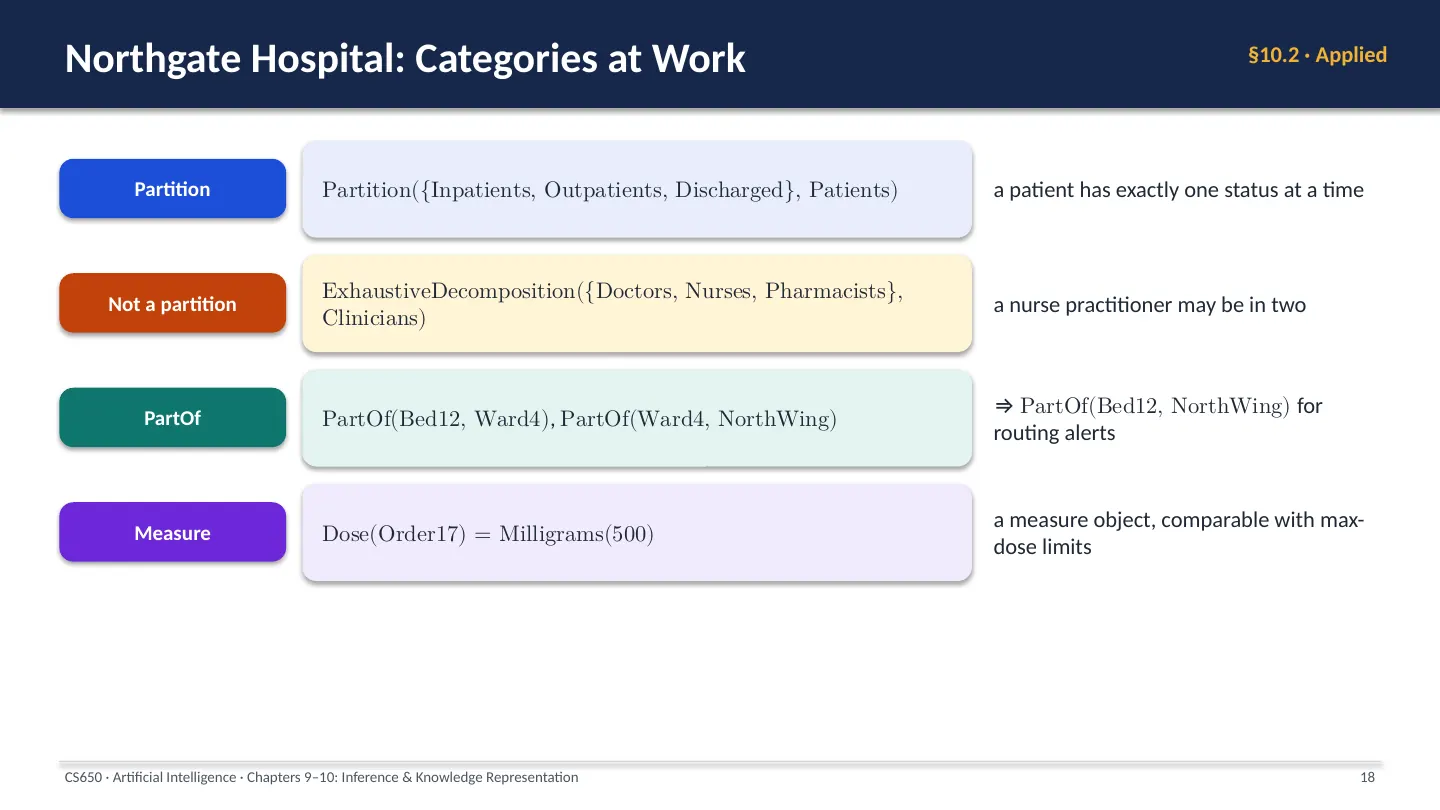 Northgate Hospital: Categories at Work
§10.2 · Applied
Partition
Partition({Inpatients, Outpatients, Discharged}, Patients)
a patient has exactly one status at a time
Not a partition
ExhaustiveDecomposition({Doctors, Nurses, Pharmacists},
Clinicians)
a nurse practitioner may be in two
PartOf
PartOf(Bed12, Ward4), PartOf(Ward4, NorthWing)
⇒ PartOf(Bed12, NorthWing) for
routing alerts
Measure
Dose(Order17) = Milligrams(500)
a measure object, comparable with max-
dose limits
CS650 · Artificial Intelligence · Chapters 9–10: Inference & Knowledge Representation
18